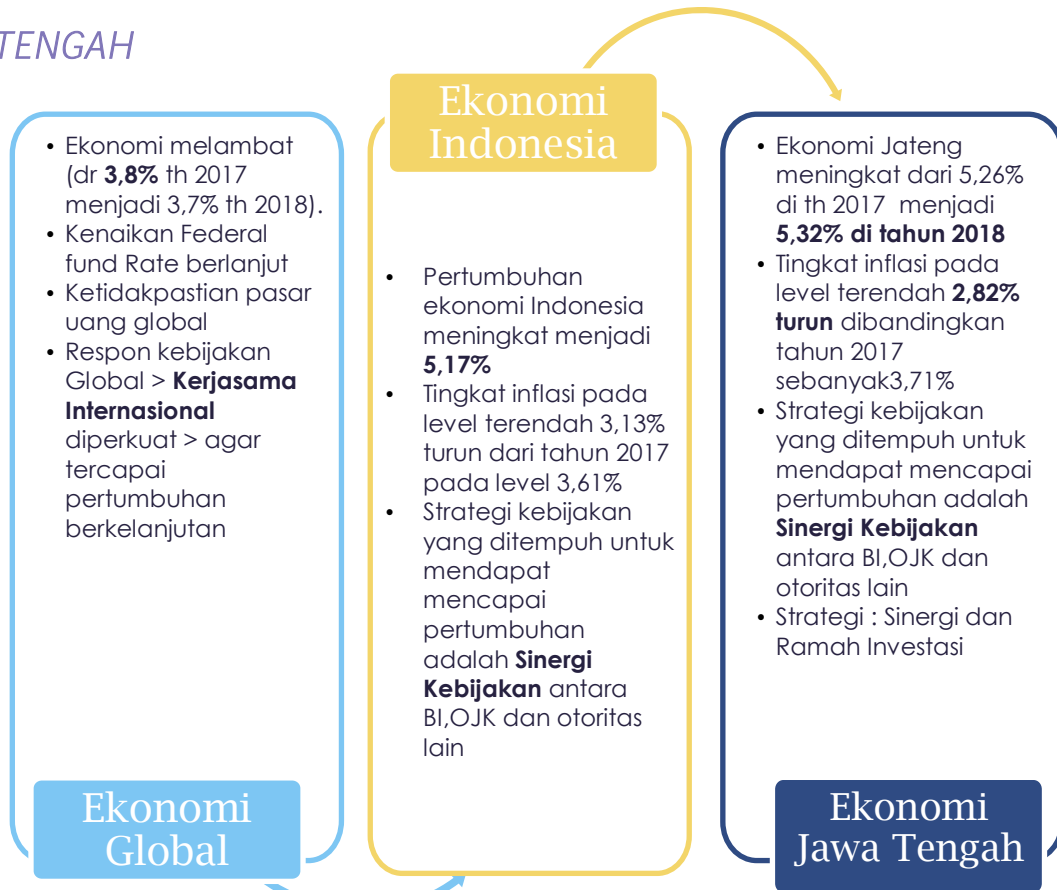 TENGAH
• Ekonomi melambat
(dr 3,8% th 2017
menjadi 3,7% th 2018).
• Kenaikan Federal
fund Rate berlanjut
• Ketidakpastian pasar
uang global
• Respon kebijakan
Global > Kerjasama
Internasional
diperkuat > agar
tercapai
pertumbuhan
berkelanjutan
Ekonomi
Global
Ekonomi
Indonesia
• Pertumbuhan
ekonomi Indonesia
meningkat menjadi
5,17%
• Tingkat inflasi pada
level terendah 3,13%
turun dari tahun 2017
pada level 3,61%
• Strategi kebijakan
yang ditempuh untuk
mendapat
mencapai
pertumbuhan
adalah Sinergi
Kebijakan antara
BI,OJK dan otoritas
lain
• Ekonomi Jateng
meningkat dari 5,26%
di th 2017 menjadi
5,32% di tahun 2018
• Tingkat inflasi pada
level terendah 2,82%
turun dibandingkan
tahun 2017
sebanyak3,71%
• Strategi kebijakan
yang ditempuh untuk
mendapat mencapai
pertumbuhan adalah
Sinergi Kebijakan
antara BI,OJK dan
otoritas lain
• Strategi : Sinergi dan
Ramah Investasi
Ekonomi
Jawa Tengah